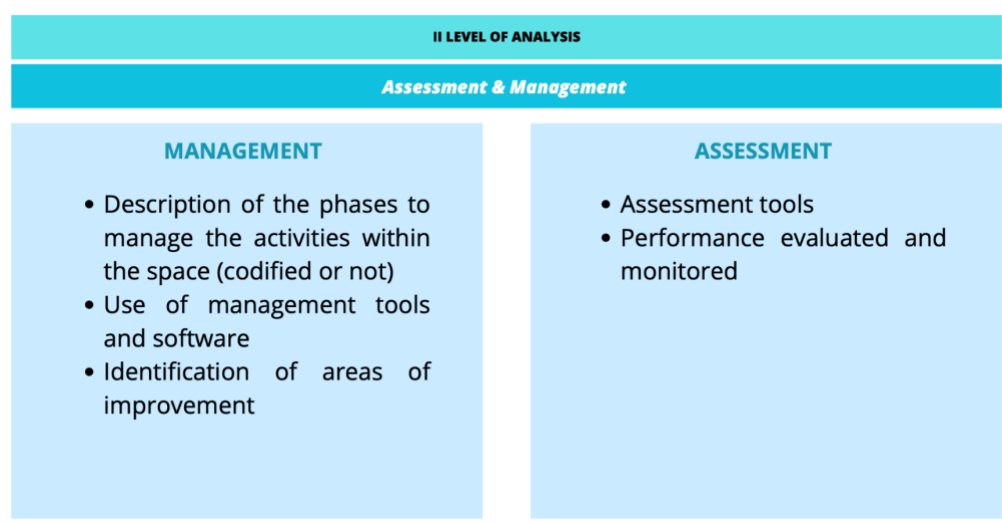 II LEVEL OF ANALYSIS
Assessment & Management
MANAGEMENT
• Description of the phases to
manage the activities within
the space (codified or not)
• Use of management tools
and software
• Identification of areas of
improvement
ASSESSMENT
• Assessment tools
• Performance evaluated and
monitored